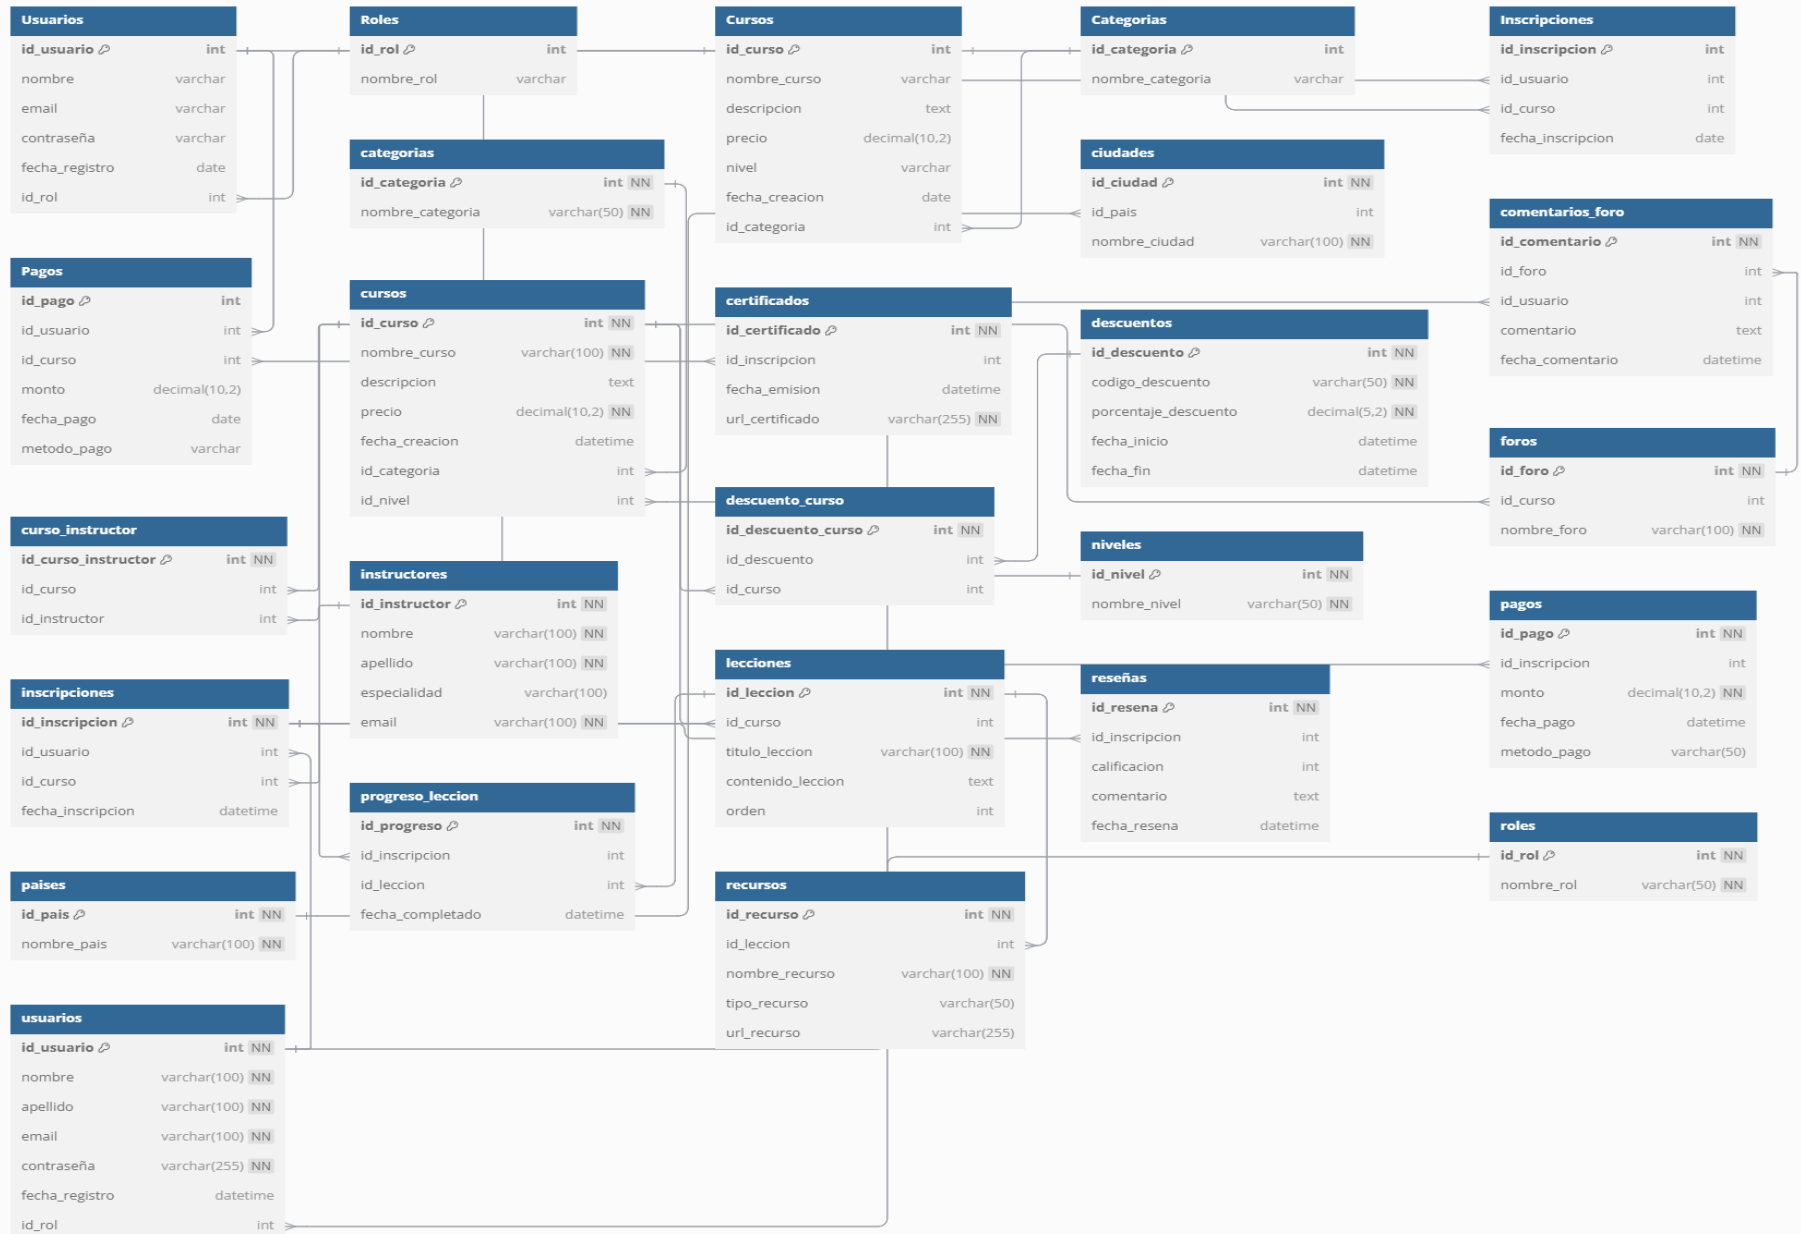 Usuarios
id_usuario int
nombre varchar
email varchar
contraseña varchar
fecha_registro date
id_rol int
Pagos
id_pago int
id_usuario int
id_curso int
monto decimal(10,2)
fecha_pago date
metodo_pago varchar
curso_instructor
id_curso_instructor int NN
id_curso int
id_instructor int
inscripciones
id_inscripcion int NN
id_usuario int
id_curso int
fecha_inscripcion datetime
paises
id_pais int NN
nombre_pais varchar(100) NN
usuarios
id_usuario int NN
nombre varchar(100) NN
apellido varchar(100) NN
email varchar(100) NN
contraseña varchar(255) NN
fecha_registro datetime
id_rol int
Roles
id_rol int
nombre_rol varchar
categorias
id_categoria int NN
nombre_categoria varchar(50) NN
cursos
id_curso int NN
nombre_curso varchar(100) NN
descripcion text
precio decimal(10,2) NN
fecha_creacion datetime
id_categoria int
id_nivel int
instructores
id_instructor int NN
nombre varchar(100) NN
apellido varchar(100) NN
especialidad varchar(100)
email varchar(100) NN
progreso_leccion
id_progreso int NN
id_inscripcion int
id_leccion int
fecha_completado datetime
Cursos
id_curso int
nombre_curso varchar
descripcion text
precio decimal(10,2)
nivel varchar
fecha_creacion date
id_categoria int
certificados
id_certificado int NN
id_inscripcion int
fecha_emision datetime
url_certificado varchar(255) NN
descuento_curso
id_descuento_curso int NN
id_descuento int
id_curso int
lecciones
id_leccion int NN
id_curso int
titulo_leccion varchar(100) NN
contenido_leccion text
orden int
recursos
id_recurso int NN
id_leccion int
nombre_recurso varchar(100) NN
tipo_recurso varchar(50)
url_recurso varchar(255)
Categorias
id_categoria int
nombre_categoria varchar
ciudades
id_ciudad int NN
id_pais int
nombre_ciudad varchar(100) NN
descuentos
id_descuento int NN
codigo_descuento varchar(50) NN
porcentaje_descuento decimal(5,2) NN
fecha_inicio datetime
fecha_fin datetime
niveles
id_nivel int NN
nombre_nivel varchar(50) NN
reseñas
id_resena int NN
id_inscripcion int
calificacion int
comentario text
fecha_resena datetime
Inscripciones
id_inscripcion int
id_usuario int
id_curso int
fecha_inscripcion date
comentarios_foro
id_comentario int NN
id_foro int
id_usuario int
comentario text
fecha_comentario datetime
foros
id_foro int NN
id_curso int
nombre_foro varchar(100) NN
pagos
id_pago int NN
id_inscripcion int
monto decimal(10,2) NN
fecha_pago datetime
metodo_pago varchar(50)
roles
id_rol int NN
nombre_rol varchar(50) NN